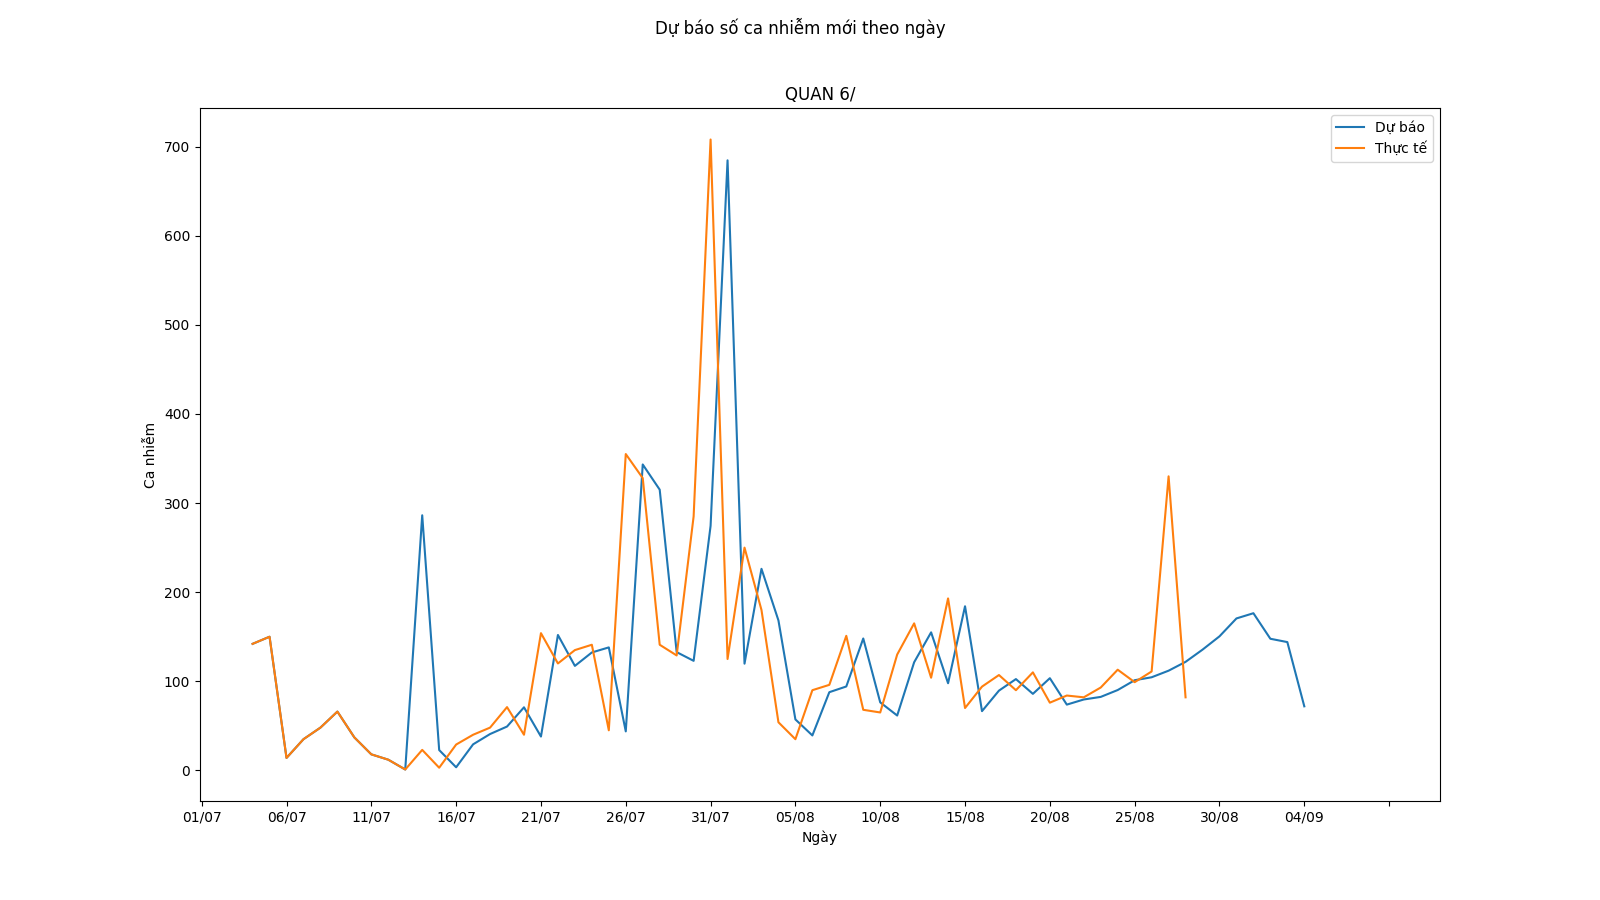 Dự báo số ca nhiễm mới theo ngày
QUAN 6/
Dự báo
Thực tế
700
600
500
400
300
200
100
0
Ca nhiễm
01/07 06/07 11/07 16/07 21/07 26/07 31/07 05/08 10/08 15/08 20/08 25/08 30/08 04/09
Ngày